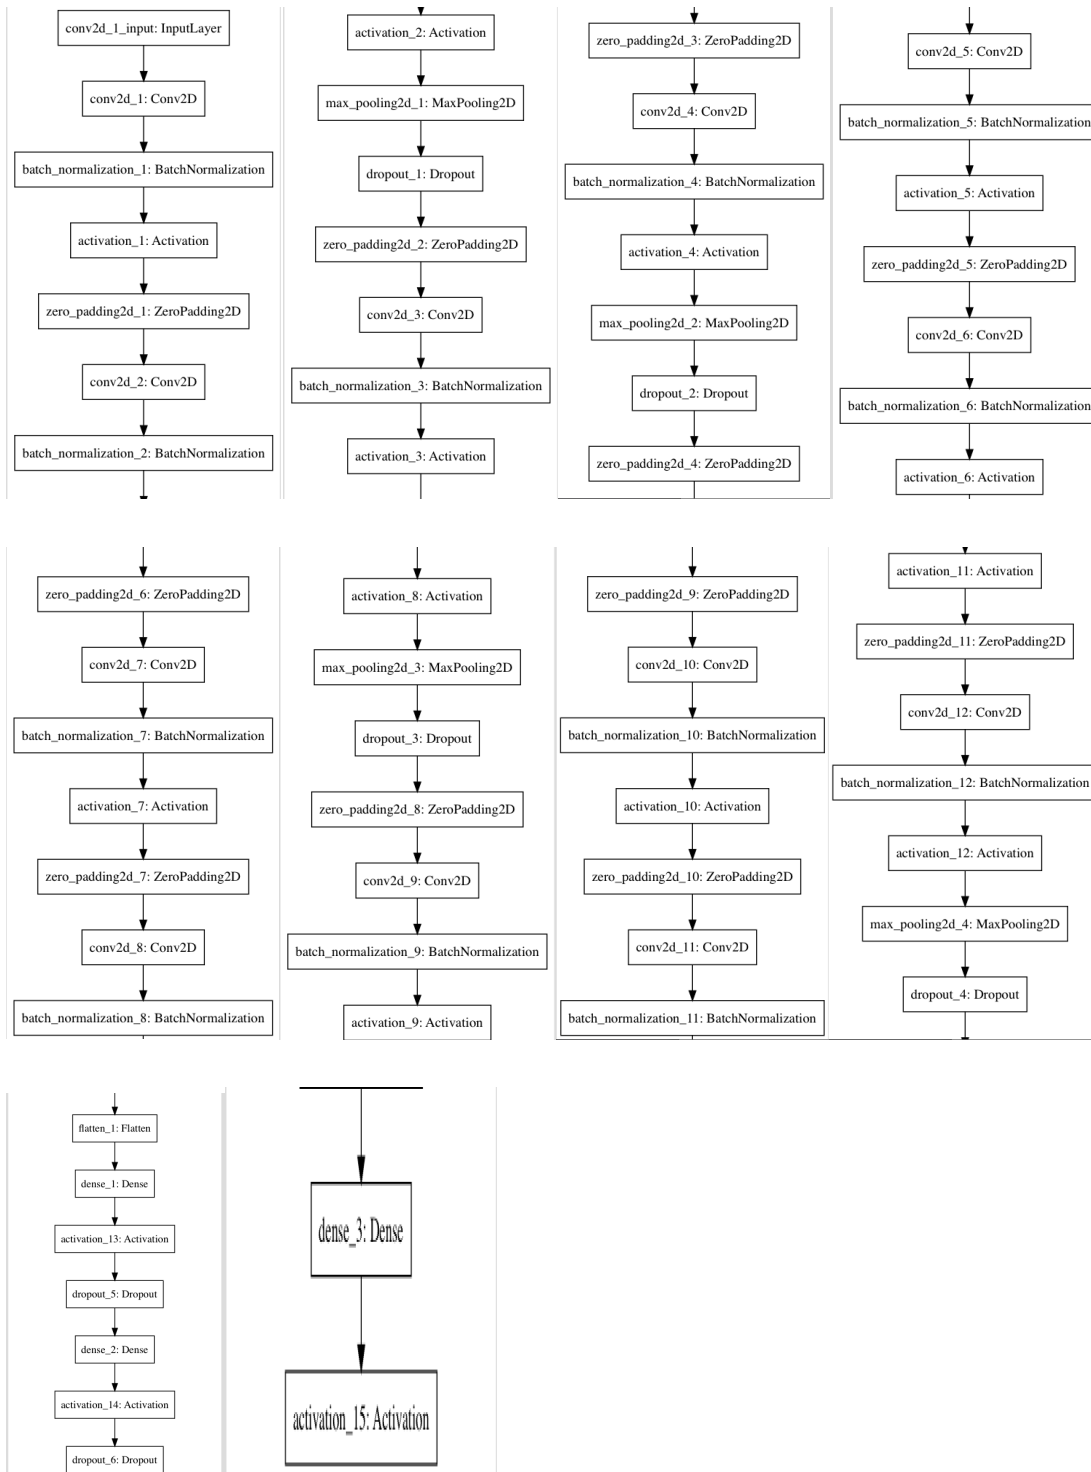 conv2d_1_input: InputLayer
conv2d_1: Conv2D
batch_normalization_1: BatchNormalization
activation_1: Activation
zero_padding2d_1: ZeroPadding2D
conv2d_2: Conv2D
batch_normalization_2: BatchNormalization
activation_2: Activation
max_pooling2d_1: MaxPooling2D
dropout_1: Dropout
zero_padding2d_2: ZeroPadding2D
conv2d_3: Conv2D
batch_normalization_3: BatchNormalization
activation_3: Activation
zero_padding2d_3: ZeroPadding2D
conv2d_4: Conv2D
batch_normalization_4: BatchNormalization
activation_4: Activation
max_pooling2d_2: MaxPooling2D
dropout_2: Dropout
zero_padding2d_4: ZeroPadding2D
conv2d_5: Conv2D
batch_normalization_5: BatchNormalization
activation_5: Activation
zero_padding2d_5: ZeroPadding2D
conv2d_6: Conv2D
batch_normalization_6: BatchNormalization
activation_6: Activation
zero_padding2d_6: ZeroPadding2D
conv2d_7: Conv2D
batch_normalization_7: BatchNormalization
activation_7: Activation
zero_padding2d_7: ZeroPadding2D
conv2d_8: Conv2D
batch_normalization_8: BatchNormalization
activation_8: Activation
max_pooling2d_3: MaxPooling2D
dropout_3: Dropout
zero_padding2d_8: ZeroPadding2D
conv2d_9: Conv2D
batch_normalization_9: BatchNormalization
activation_9: Activation
zero_padding2d_9: ZeroPadding2D
conv2d_10: Conv2D
batch_normalization_10: BatchNormalization
activation_10: Activation
zero_padding2d_10: ZeroPadding2D
conv2d_11: Conv2D
batch_normalization_11: BatchNormalization
activation_11: Activation
zero_padding2d_11: ZeroPadding2D
conv2d_12: Conv2D
batch_normalization_12: BatchNormalization
activation_12: Activation
max_pooling2d_4: MaxPooling2D
dropout_4: Dropout
flatten_1: Flatten
dense_1: Dense
activation_13: Activation
dropout_5: Dropout
dense_2: Dense
activation_14: Activation
dropout_6: Dropout
dense_3: Dense
activation_15: Activation